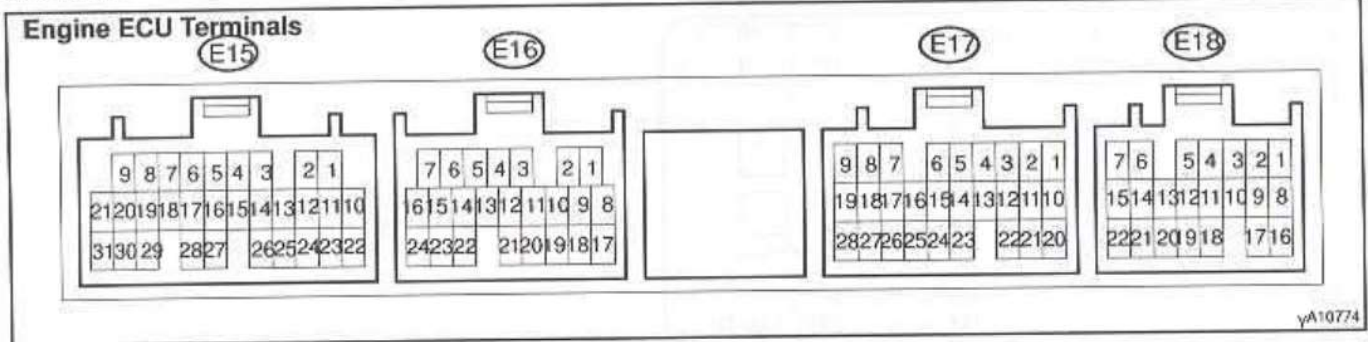 Engine ECU Terminals
E15 E16 E17 E18
9 8 7 6 5 4 3 2 1 7 6 5 4 3 2 1 9 8 7 6 5 4 3 2 1 7 6 5 4 3 2 1
21 20 19 18 17 16 15 14 13 12 11 10 16 15 14 13 12 11 10 9 8 19 18 17 16 15 14 13 12 11 10 15 14 13 12 11 10 9 8
31 30 29 28 27 26 25 24 23 22 24 23 22 21 20 19 18 17 28 27 26 25 24 23 22 21 20 22 21 20 19 18 17 16
yA10774